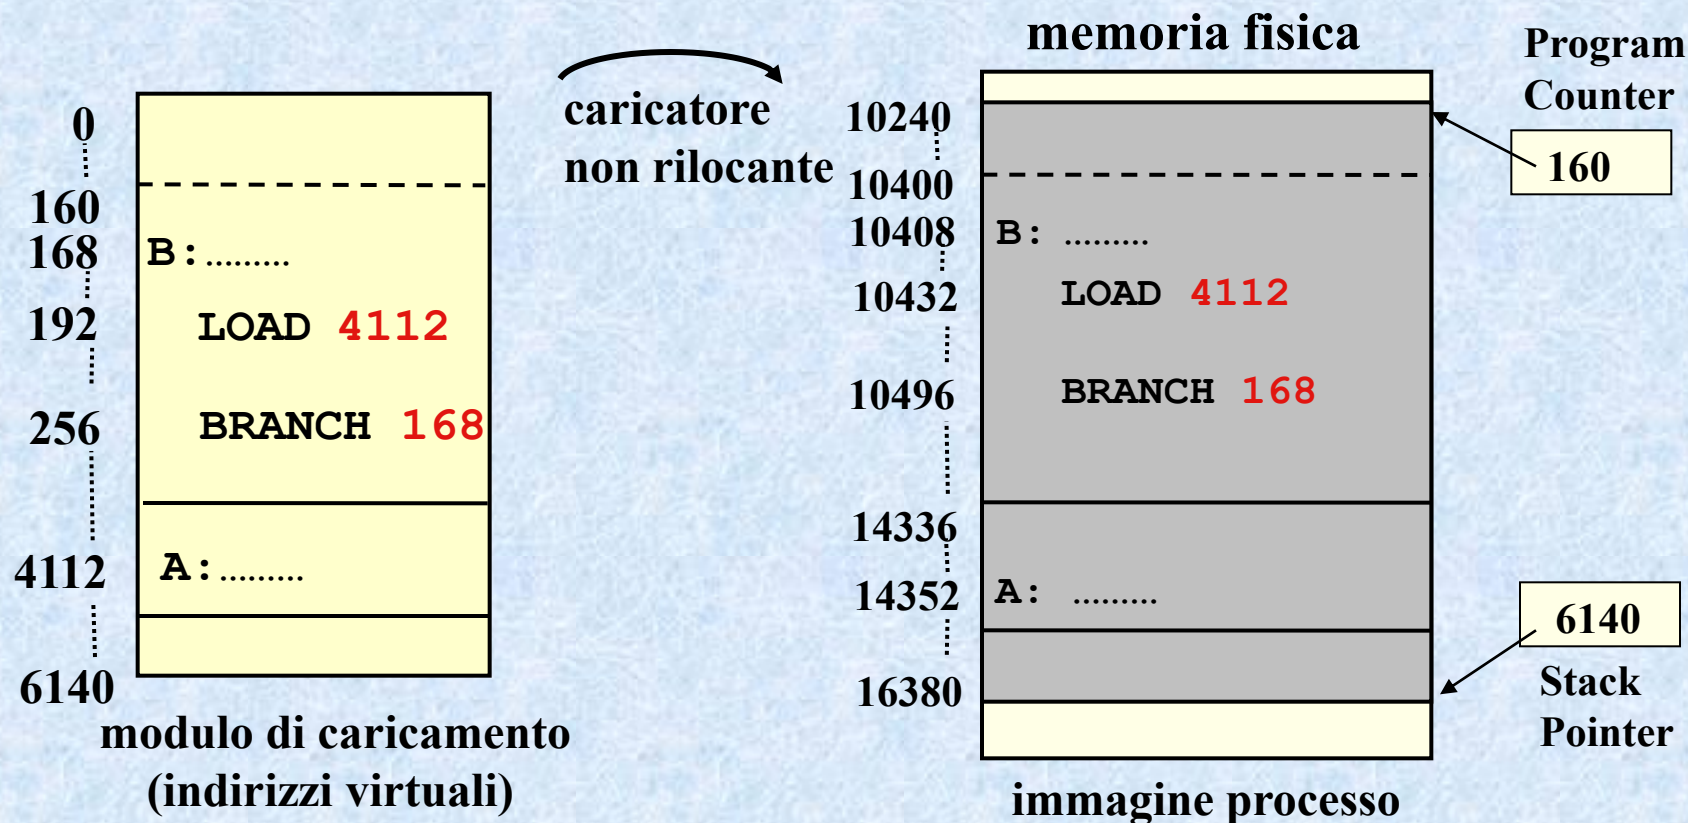 memoria fisica
Program
Counter
160
caricatore
non rilocante
0
160
168
192
256
4112
6140
B:.........
LOAD 4112
BRANCH 168
A:.........
modulo di caricamento
(indirizzi virtuali)
10240
10400
10408
10432
10496
14336
14352
16380
B: .........
LOAD 4112
BRANCH 168
A: .........
immagine processo
6140
Stack
Pointer